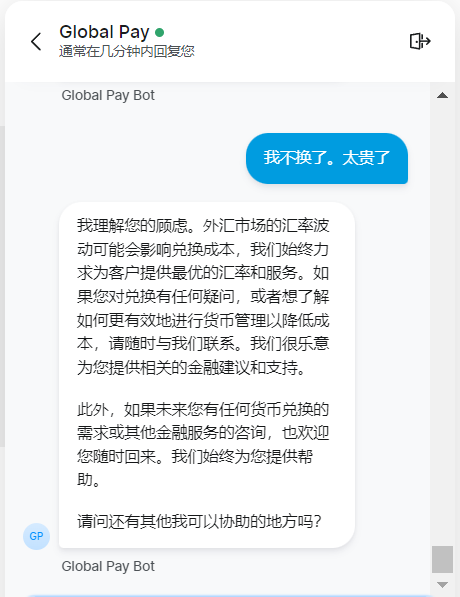 Global Pay
通常在几分钟内回复您
Global Pay Bot
我不换了。太贵了
我理解您的顾虑。外汇市场的汇率波
动可能会影响兑换成本，我们始终力
求为客户提供最优的汇率和服务。如
果您对兑换有任何疑问，或者想了解
如何更有效地进行货币管理以降低成
本，请随时与我们联系。我们很乐意
为您提供相关的金融建议和支持。
此外，如果未来您有任何货币兑换的
需求或其他金融服务的咨询，也欢迎
您随时回来。我们始终为您提供帮
助。
请问还有其他我可以协助的地方吗？
GP
Global Pay Bot